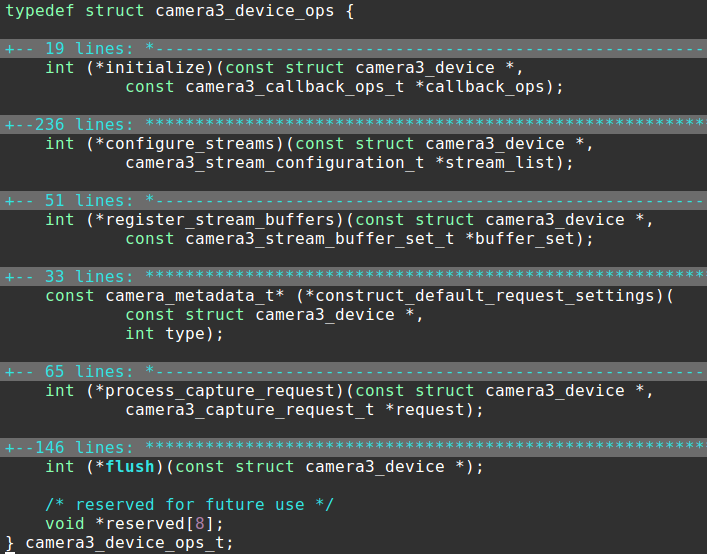 typedef struct camera3_device_ops {
+-- 19 lines: *--------------------------------------------------------
int (*initialize)(const struct camera3_device *,
const camera3_callback_ops_t *callback_ops);
+--236 lines: ********************************************************
int (*configure_streams)(const struct camera3_device *,
camera3_stream_configuration_t *stream_list);
+-- 51 lines: *--------------------------------------------------------
int (*register_stream_buffers)(const struct camera3_device *,
const camera3_stream_buffer_set_t *buffer_set);
+-- 33 lines: ********************************************************
const camera_metadata_t* (*construct_default_request_settings)(
const struct camera3_device *,
int type);
+-- 65 lines: *--------------------------------------------------------
int (*process_capture_request)(const struct camera3_device *,
camera3_capture_request_t *request);
+--146 lines: ********************************************************
int (*flush)(const struct camera3_device *);
/* reserved for future use */
void *reserved[8];
} camera3_device_ops_t;